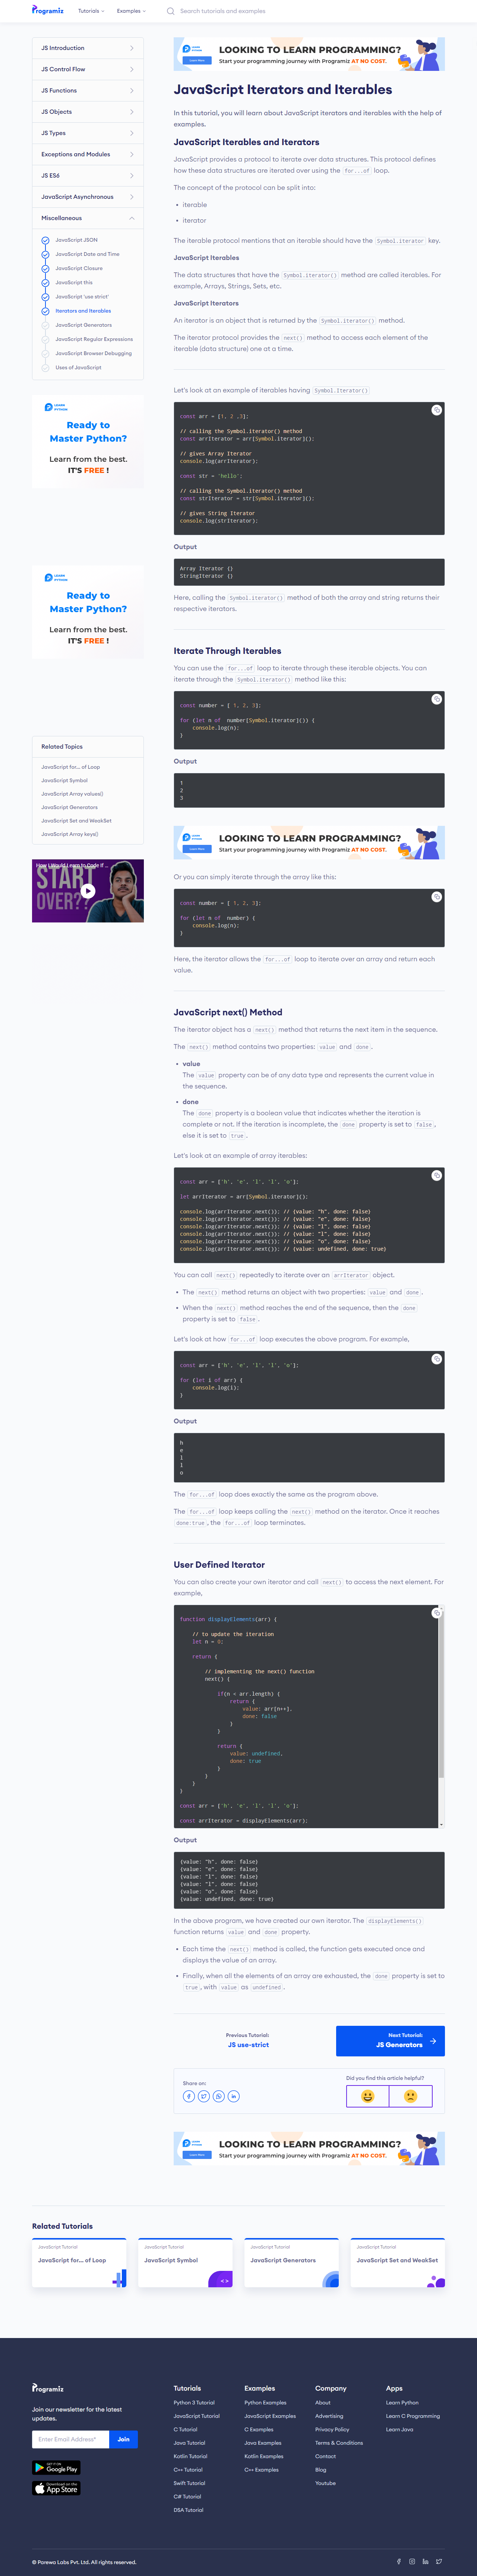 Programiz
Tutorials
Examples
Search tutorials and examples
JS Introduction
JS Control Flow
JS Functions
JS Objects
JS Types
Exceptions and Modules
JS ES6
JavaScript Asynchronous
Miscellaneous
JavaScript JSON
JavaScript Date and Time
JavaScript Closure
JavaScript this
JavaScript 'use strict'
Iterators and Iterables
JavaScript Generators
JavaScript Regular Expressions
JavaScript Browser Debugging
Uses of JavaScript
LEARN
PYTHON
Ready to
Master Python?
Learn from the best.
IT'S FREE !
LEARN
PYTHON
Ready to
Master Python?
Learn from the best.
IT'S FREE !
Related Topics
JavaScript for... of Loop
JavaScript Symbol
JavaScript Array values()
JavaScript Generators
JavaScript Set and WeakSet
JavaScript Array keys()
How I Would Learn to Code If ...
START
OVER?
LOOKING TO LEARN PROGRAMMING?
Start your programming journey with Programiz AT NO COST.
JavaScript Iterators and Iterables
In this tutorial, you will learn about JavaScript iterators and iterables with the help of
examples.
JavaScript Iterables and Iterators
JavaScript provides a protocol to iterate over data structures. This protocol defines
how these data structures are iterated over using the for...of loop.
The concept of the protocol can be split into:
• iterable
• iterator
The iterable protocol mentions that an iterable should have the Symbol.iterator key.
JavaScript Iterables
The data structures that have the Symbol.iterator() method are called iterables. For
example, Arrays, Strings, Sets, etc.
JavaScript Iterators
An iterator is an object that is returned by the Symbol.iterator() method.
The iterator protocol provides the next() method to access each element of the
iterable (data structure) one at a time.
Let's look at an example of iterables having Symbol.Iterator()
const arr = [1, 2 ,3];
// calling the Symbol.iterator() method
const arrIterator = arr[Symbol.iterator]();
// gives Array Iterator
console.log(arrIterator);
const str = 'hello';
// calling the Symbol.iterator() method
const strIterator = str[Symbol.iterator]();
// gives String Iterator
console.log(strIterator);
Output
Array Iterator {}
StringIterator {}
Here, calling the Symbol.iterator() method of both the array and string returns their
respective iterators.
Iterate Through Iterables
You can use the for...of loop to iterate through these iterable objects. You can
iterate through the Symbol.iterator() method like this:
const number = [ 1, 2, 3];
for (let n of number[Symbol.iterator]()) {
console.log(n);
}
Output
1
2
3
LOOKING TO LEARN PROGRAMMING?
Start your programming journey with Programiz AT NO COST.
Or you can simply iterate through the array like this:
const number = [ 1, 2, 3];
for (let n of number) {
console.log(n);
}
Here, the iterator allows the for...of loop to iterate over an array and return each
value.
JavaScript next() Method
The iterator object has a next() method that returns the next item in the sequence.
The next() method contains two properties: value and done.
• value
The value property can be of any data type and represents the current value in
the sequence.
• done
The done property is a boolean value that indicates whether the iteration is
complete or not. If the iteration is incomplete, the done property is set to false,
else it is set to true.
Let's look at an example of array iterables:
const arr = ['h', 'e', 'l', 'l', 'o'];
let arrIterator = arr[Symbol.iterator]();
console.log(arrIterator.next()); // {value: "h", done: false}
console.log(arrIterator.next()); // {value: "e", done: false}
console.log(arrIterator.next()); // {value: "l", done: false}
console.log(arrIterator.next()); // {value: "l", done: false}
console.log(arrIterator.next()); // {value: "o", done: false}
console.log(arrIterator.next()); // {value: undefined, done: true}
You can call next() repeatedly to iterate over an arrIterator object.
• The next() method returns an object with two properties: value and done.
• When the next() method reaches the end of the sequence, then the done
property is set to false.
Let's look at how for...of loop executes the above program. For example,
const arr = ['h', 'e', 'l', 'l', 'o'];
for (let i of arr) {
console.log(i);
}
Output
h
e
l
l
o
The for...of loop does exactly the same as the program above.
The for...of loop keeps calling the next() method on the iterator. Once it reaches
done:true, the for...of loop terminates.
User Defined Iterator
You can also create your own iterator and call next() to access the next element. For
example,
function displayElements(arr) {
// to update the iteration
let n = 0;
return {
// implementing the next() function
next() {
if(n < arr.length) {
return {
value: arr[n++],
done: false
}
}
return {
value: undefined,
done: true
}
}
}
}
const arr = ['h', 'e', 'l', 'l', 'o'];
const arrIterator = displayElements(arr);
Output
{value: "h", done: false}
{value: "e", done: false}
{value: "l", done: false}
{value: "l", done: false}
{value: "o", done: false}
{value: undefined, done: true}
In the above program, we have created our own iterator. The displayElements()
function returns value and done property.
• Each time the next() method is called, the function gets executed once and
displays the value of an array.
• Finally, when all the elements of an array are exhausted, the done property is set to
true, with value as undefined.
Previous Tutorial:
JS use-strict
Next Tutorial:
JS Generators
Share on:
Did you find this article helpful?
LOOKING TO LEARN PROGRAMMING?
Start your programming journey with Programiz AT NO COST.
Related Tutorials
JavaScript Tutorial
JavaScript for... of Loop
JavaScript Tutorial
JavaScript Symbol
JavaScript Tutorial
JavaScript Generators
JavaScript Tutorial
JavaScript Set and WeakSet
Programiz
Join our newsletter for the latest
updates.
Enter Email Address*
Join
GET IT ON
Google Play
Download on the
App Store
Tutorials
Python 3 Tutorial
JavaScript Tutorial
C Tutorial
Java Tutorial
Kotlin Tutorial
C++ Tutorial
Swift Tutorial
C# Tutorial
DSA Tutorial
Examples
Python Examples
JavaScript Examples
C Examples
Java Examples
Kotlin Examples
C++ Examples
Company
About
Advertising
Privacy Policy
Terms & Conditions
Contact
Blog
Youtube
Apps
Learn Python
Learn C Programming
Learn Java
© Parewa Labs Pvt. Ltd. All rights reserved.